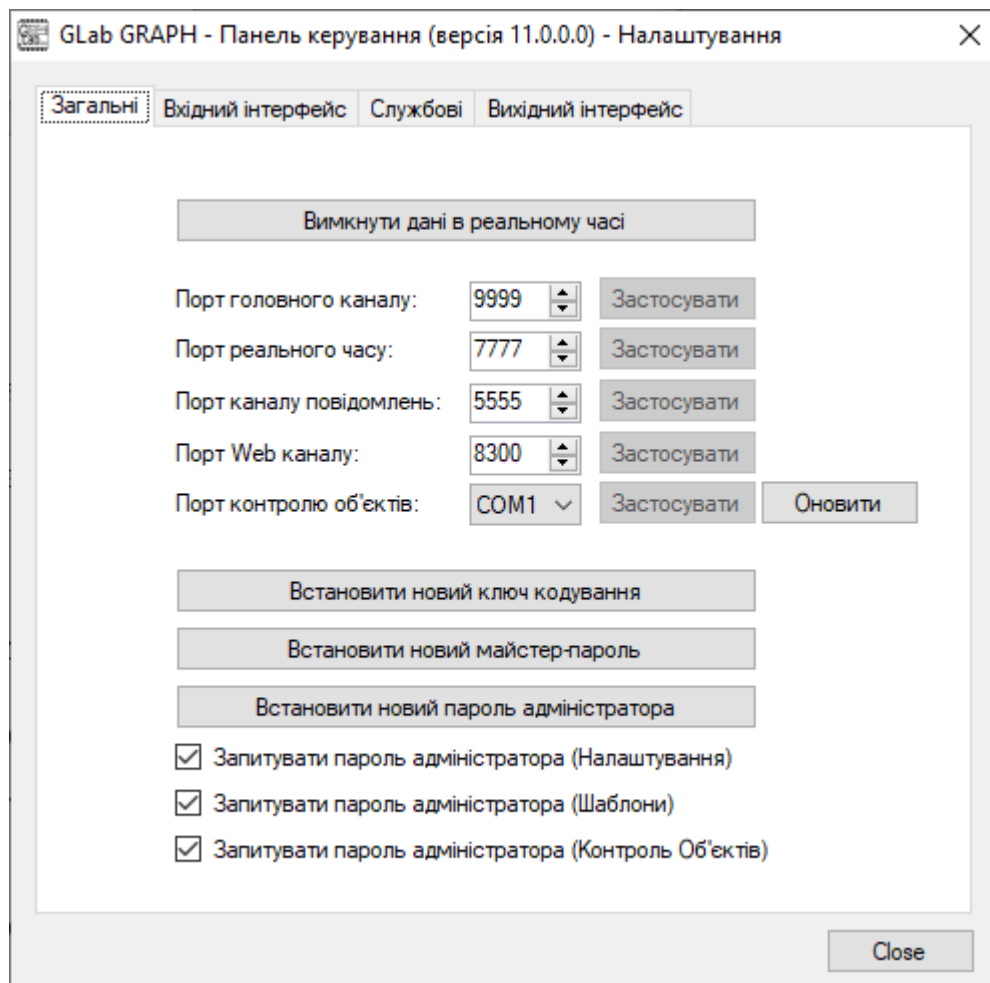 GLab GRAPH - Панель керування (версія 11.0.0.0) - Налаштування
Загальні Вхідний інтерфейс Службові Вихідний інтерфейс
Вимкнути дані в реальному часі
Порт головного каналу: 9999 Застосувати
Порт реального часу: 7777 Застосувати
Порт каналу повідомлень: 5555 Застосувати
Порт Web каналу: 8300 Застосувати
Порт контролю об'єктів: COM1 Застосувати Оновити
Встановити новий ключ кодування
Встановити новий майстер-пароль
Встановити новий пароль адміністратора
Запитувати пароль адміністратора (Налаштування)
Запитувати пароль адміністратора (Шаблони)
Запитувати пароль адміністратора (Контроль Об'єктів)
Close